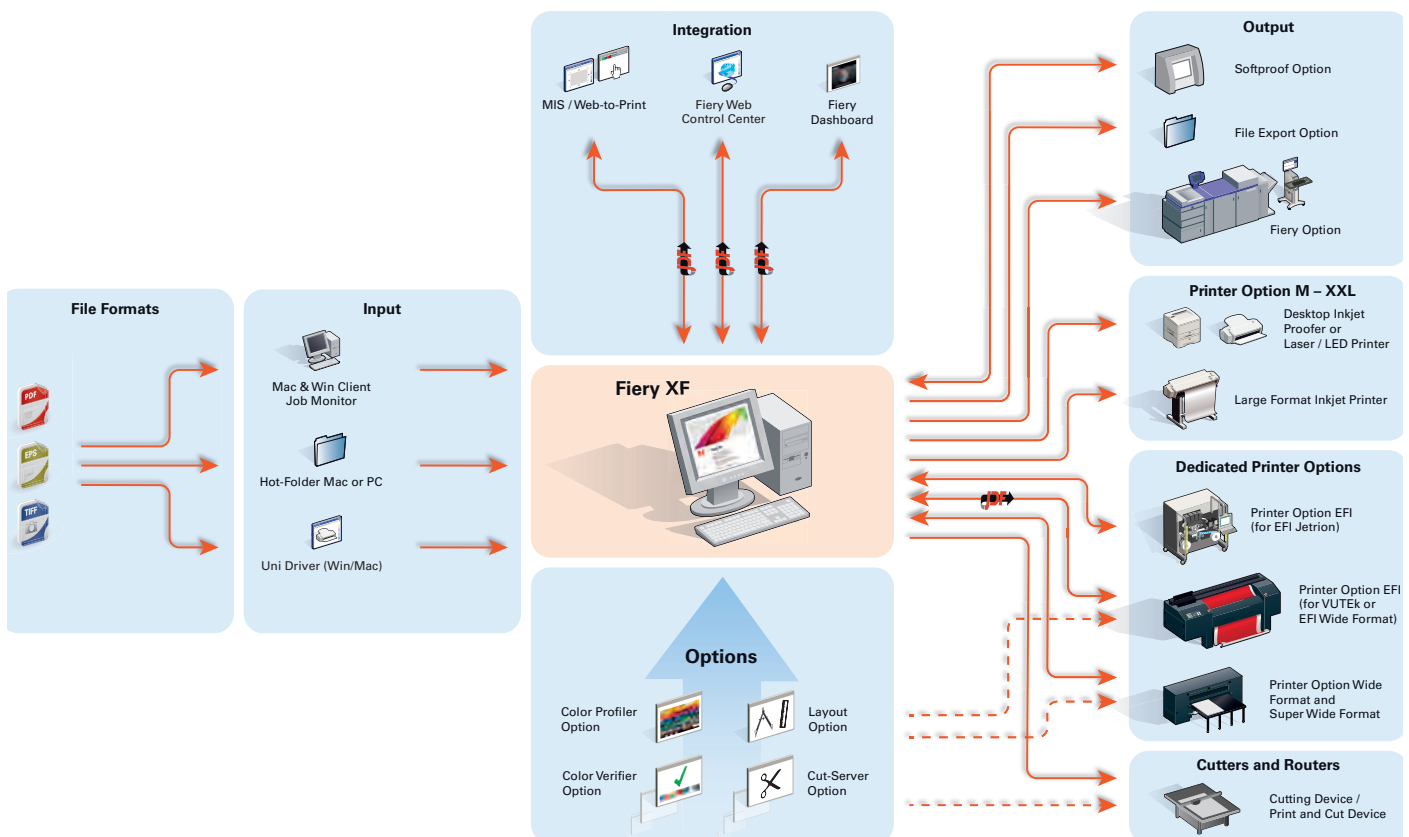 File Formats
PDF
EPS
TIFF
Input
Mac & Win Client
Job Monitor
Hot-Folder Mac or PC
Uni Driver (Win/Mac)
Integration
MIS / Web-to-Print
Fiery Web
Control Center
Fiery
Dashboard
JDF
JDF
JDF
Fiery XF
Options
Color Profiler
Option
Layout
Option
Color Verifier
Option
Cut-Server
Option
JDF
Output
Softproof Option
File Export Option
Fiery Option
Printer Option M – XXL
Desktop Inkjet
Proofer or
Laser / LED Printer
Large Format Inkjet Printer
Dedicated Printer Options
Printer Option EFI
(for EFI Jetrion)
Printer Option EFI
(for VUTEk or
EFI Wide Format)
Printer Option Wide
Format and
Super Wide Format
Cutters and Routers
Cutting Device /
Print and Cut Device